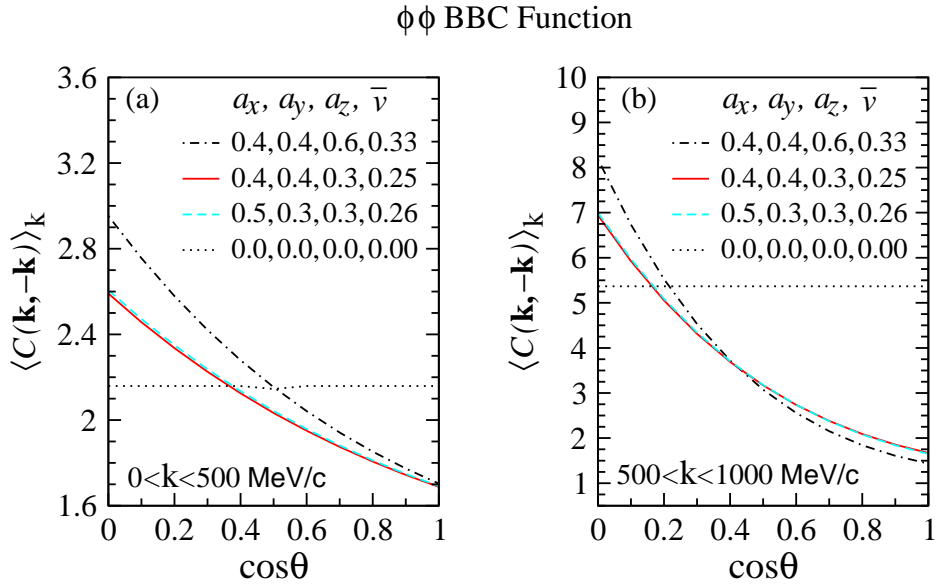 ϕϕ BBC Function
(a)
a_x, a_y, a_z, v̅
0.4,0.4,0.6,0.33
0.4,0.4,0.3,0.25
0.5,0.3,0.3,0.26
0.0,0.0,0.0,0.00
0<k<500 MeV/c
⟨C(k,−k)⟩_k
3.6
3.2
2.8
2.4
2
1.6
0 0.2 0.4 0.6 0.8 1
cosθ
(b)
a_x, a_y, a_z, v̅
0.4,0.4,0.6,0.33
0.4,0.4,0.3,0.25
0.5,0.3,0.3,0.26
0.0,0.0,0.0,0.00
500<k<1000 MeV/c
⟨C(k,−k)⟩_k
10
9
8
7
6
5
4
3
2
1
0 0.2 0.4 0.6 0.8 1
cosθ